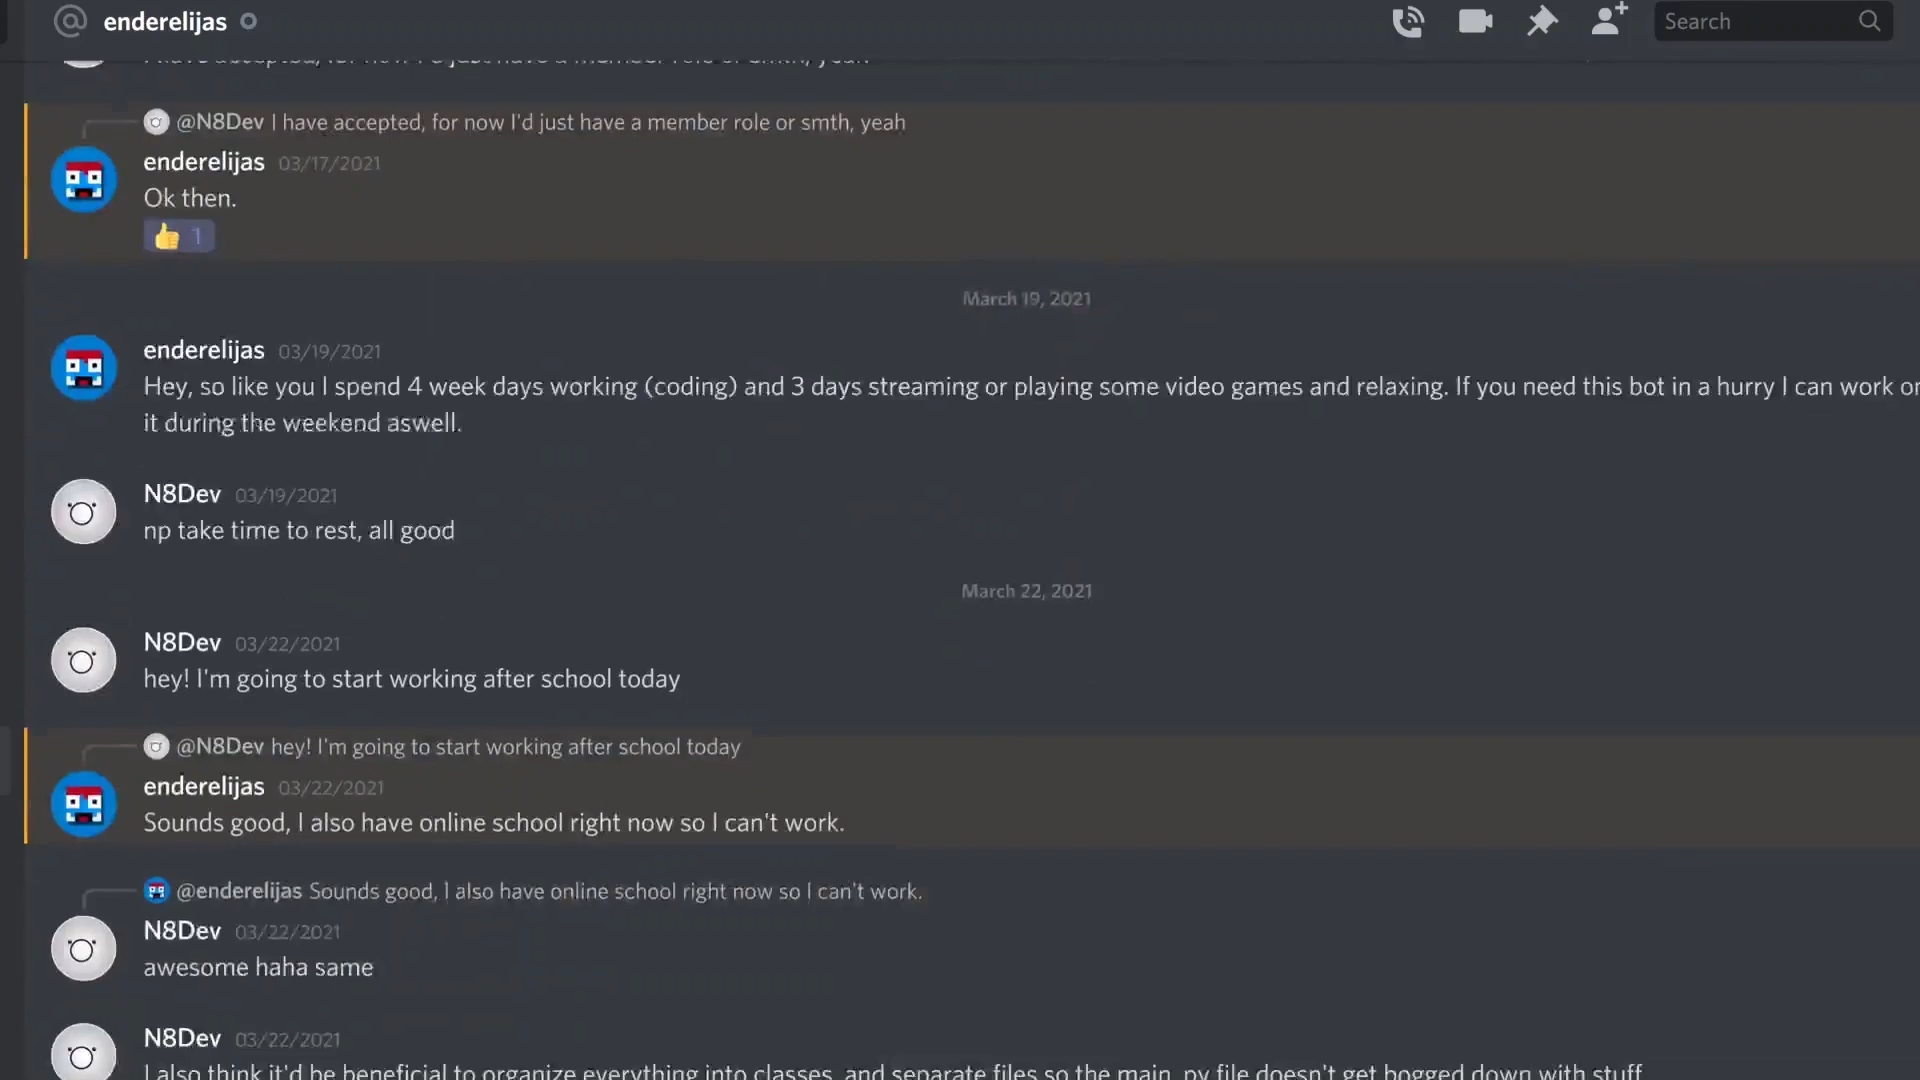 enderelijas
Search
I have accepted, for now I'd just have a member role or smth, yeah
@N8Dev I have accepted, for now I'd just have a member role or smth, yeah
enderelijas 03/17/2021
Ok then.
1
March 19, 2021
enderelijas 03/19/2021
Hey, so like you I spend 4 week days working (coding) and 3 days streaming or playing some video games and relaxing. If you need this bot in a hurry I can work on
it during the weekend aswell.
N8Dev 03/19/2021
np take time to rest, all good
March 22, 2021
N8Dev 03/22/2021
hey! I'm going to start working after school today
@N8Dev hey! I'm going to start working after school today
enderelijas 03/22/2021
Sounds good, I also have online school right now so I can't work.
@enderelijas Sounds good, I also have online school right now so I can't work.
N8Dev 03/22/2021
awesome haha same
N8Dev 03/22/2021
I also think it'd be beneficial to organize everything into classes, and separate files so the main. py file doesn't get bogged down with stuff